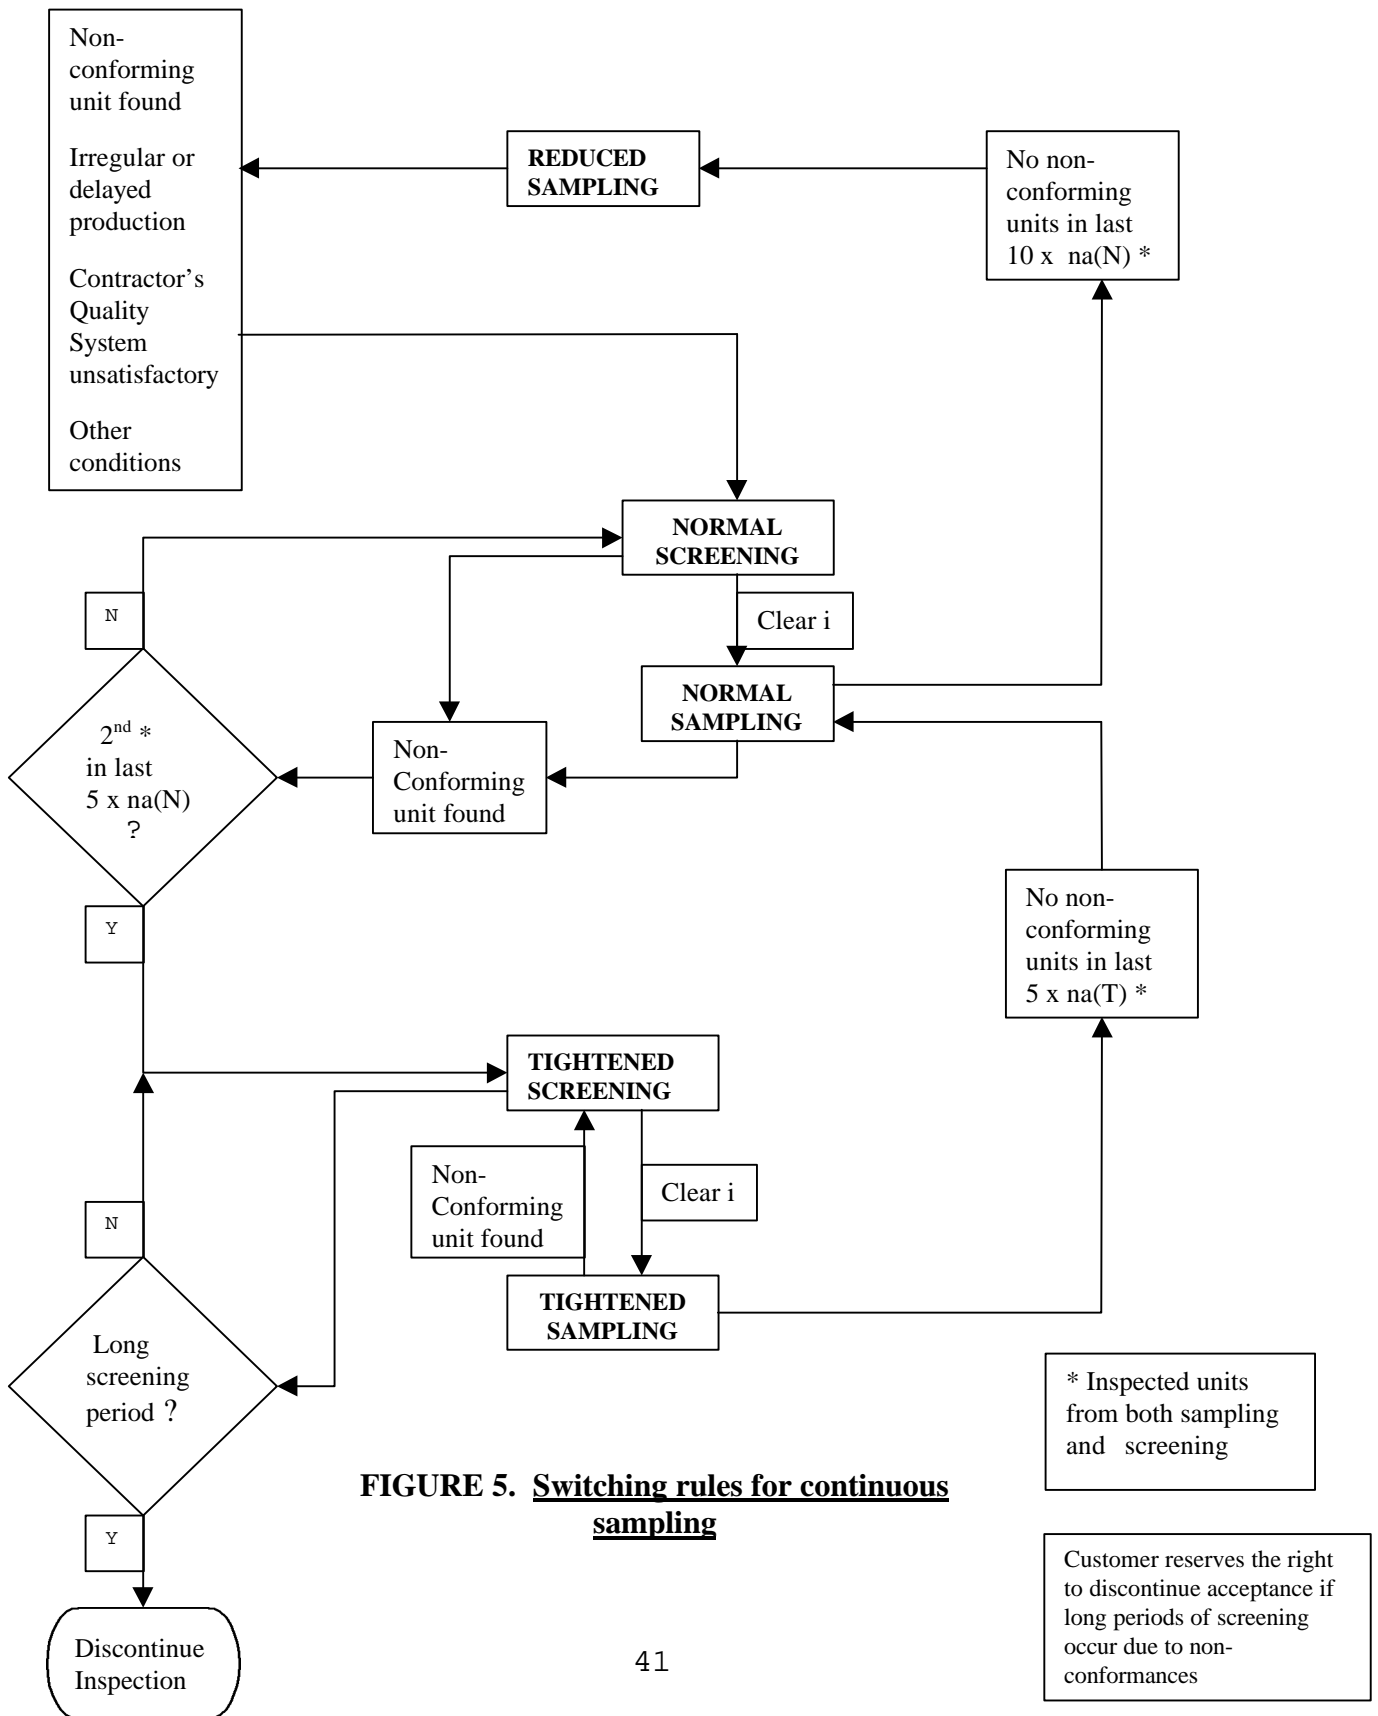 Non-
conforming
unit found
Irregular or
delayed
production
Contractor’s
Quality
System
unsatisfactory
Other
conditions
REDUCED
SAMPLING
No non-
conforming
units in last
10 x na(N) *
NORMAL
SCREENING
Clear i
NORMAL
SAMPLING
N
2nd *
in last
5 x na(N)
?
Non-
Conforming
unit found
Y
No non-
conforming
units in last
5 x na(T) *
TIGHTENED
SCREENING
Non-
Conforming
unit found
Clear i
N
TIGHTENED
SAMPLING
Long
screening
period ?
* Inspected units
from both sampling
and screening
FIGURE 5. Switching rules for continuous
sampling
Y
Customer reserves the right
to discontinue acceptance if
long periods of screening
occur due to non-
conformances
Discontinue
Inspection
41